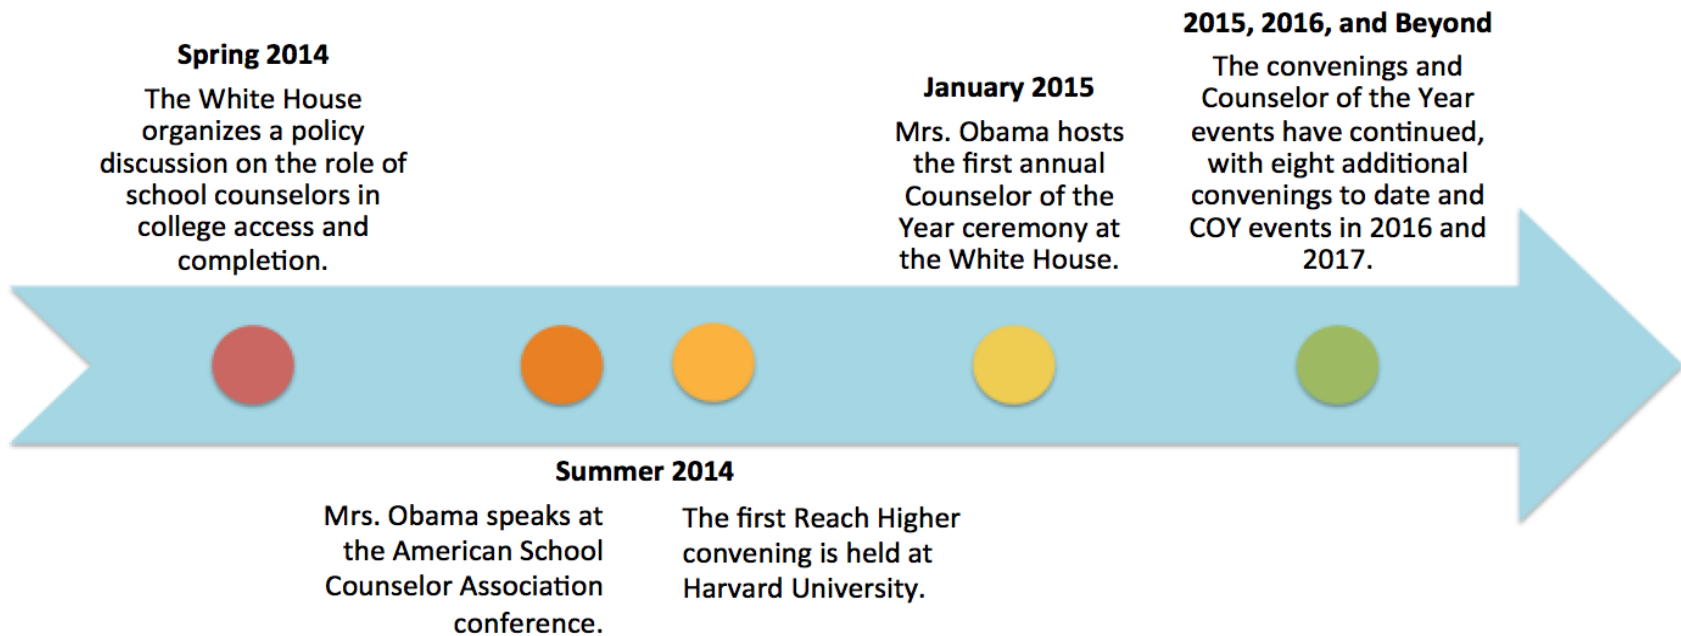 Spring 2014
The White House
organizes a policy
discussion on the role of
school counselors in
college access and
completion.
Summer 2014
Mrs. Obama speaks at
the American School
Counselor Association
conference.
The first Reach Higher
convening is held at
Harvard University.
January 2015
Mrs. Obama hosts
the first annual
Counselor of the
Year ceremony at
the White House.
2015, 2016, and Beyond
The convenings and
Counselor of the Year
events have continued,
with eight additional
convenings to date and
COY events in 2016 and
2017.